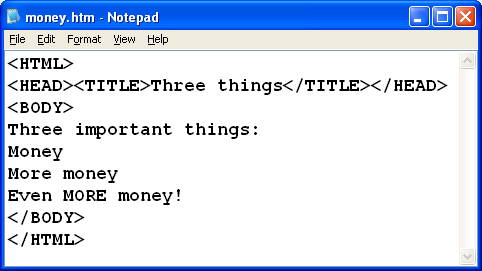 money.htm - Notepad
File Edit Format View Help
<HTML>
<HEAD><TITLE>Three things</TITLE></HEAD>
<BODY>
Three important things:
Money
More money
Even MORE money!
</BODY>
</HTML>